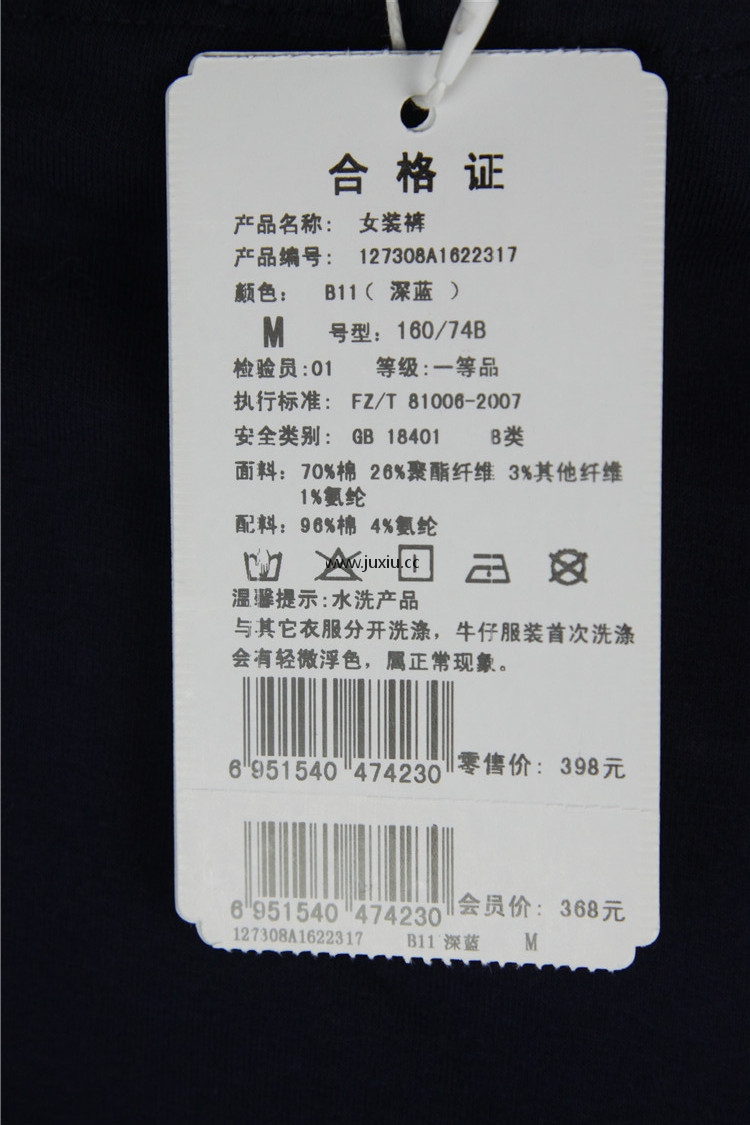 合格证
产品名称： 女装裤
产品编号： 127308A1622317
颜色： B11（ 深蓝 ）
M 号型：160/74B
检验员:01 等级:一等品
执行标准： FZ/T 81006-2007
安全类别： GB 18401 B类
面料：70%棉 26%聚酯纤维 3%其他纤维
1%氨纶
配料：96%棉 4%氨纶
www.juxiu.cc
温馨提示:水洗产品
与其它衣服分开洗涤，牛仔服装首次洗涤
会有轻微浮色，属正常现象。
6 951540 474230 零售价：398元
6 951540 474230 会员价：368元
127308A1622317 B11 深蓝 M